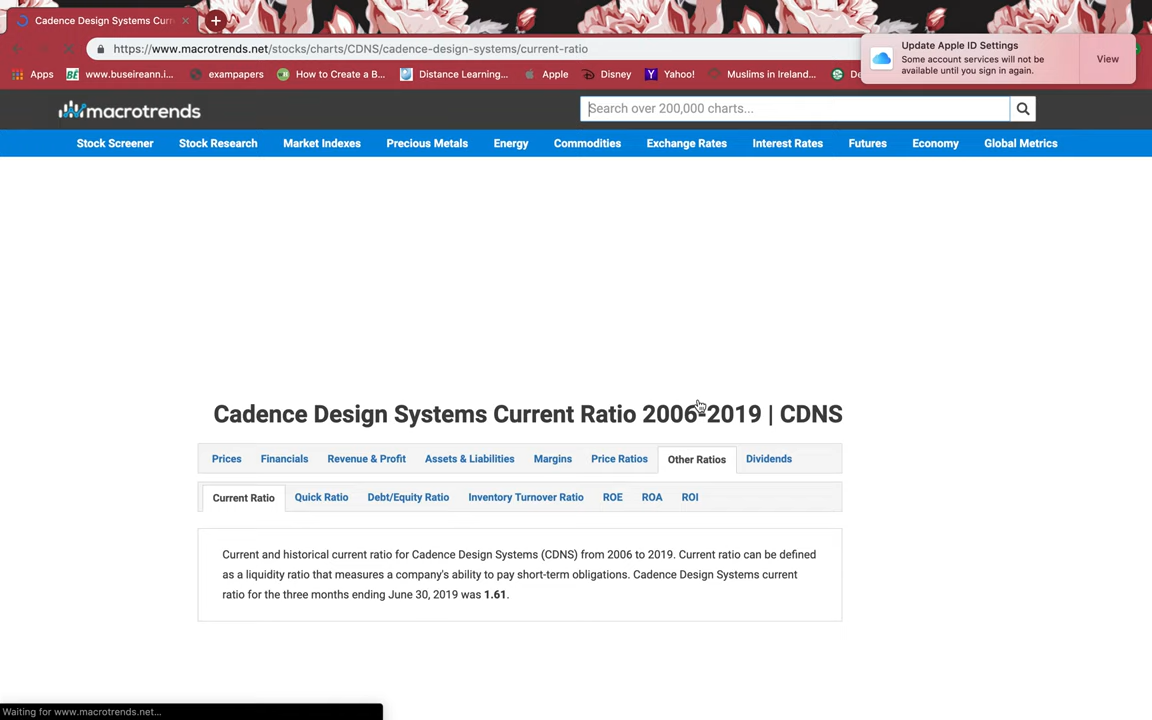 Cadence Design Systems Curr
https://www.macrotrends.net/stocks/charts/CDNS/cadence-design-systems/current-ratio
Update Apple ID Settings
Some account services will not be
available until you sign in again.
View
Apps www.buseireann.i... exampapers How to Create a B... Distance Learning... Apple Disney Yahoo! Muslims in Ireland... De
macrotrends
Search over 200,000 charts...
Stock Screener Stock Research Market Indexes Precious Metals Energy Commodities Exchange Rates Interest Rates Futures Economy Global Metrics
Cadence Design Systems Current Ratio 2006-2019 | CDNS
Prices Financials Revenue & Profit Assets & Liabilities Margins Price Ratios Other Ratios Dividends
Current Ratio Quick Ratio Debt/Equity Ratio Inventory Turnover Ratio ROE ROA ROI
Current and historical current ratio for Cadence Design Systems (CDNS) from 2006 to 2019. Current ratio can be defined
as a liquidity ratio that measures a company's ability to pay short-term obligations. Cadence Design Systems current
ratio for the three months ending June 30, 2019 was 1.61.
Waiting for www.macrotrends.net...